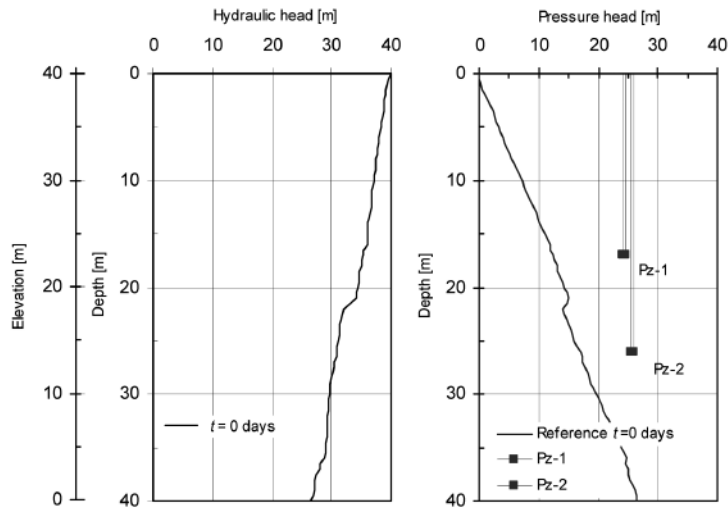 Hydraulic head [m]
0 10 20 30 40
Pressure head [m]
0 10 20 30 40
Elevation [m]
40
30
20
10
0
Depth [m]
0
10
20
30
40
t = 0 days
Depth [m]
0
10
20
30
40
Pz-1
Pz-2
Reference t=0 days
Pz-1
Pz-2